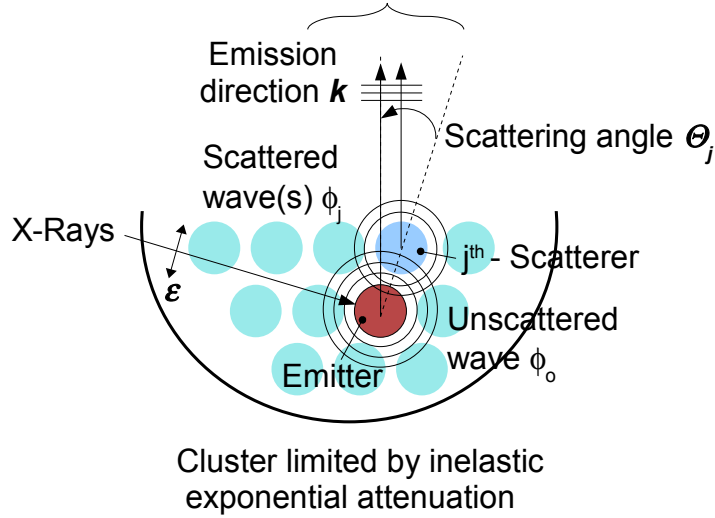 Emission
direction k
Scattering angle Θj
Scattered
wave(s) ϕj
X-Rays
jth - Scatterer
ε
Unscattered
wave ϕo
Emitter
Cluster limited by inelastic
exponential attenuation